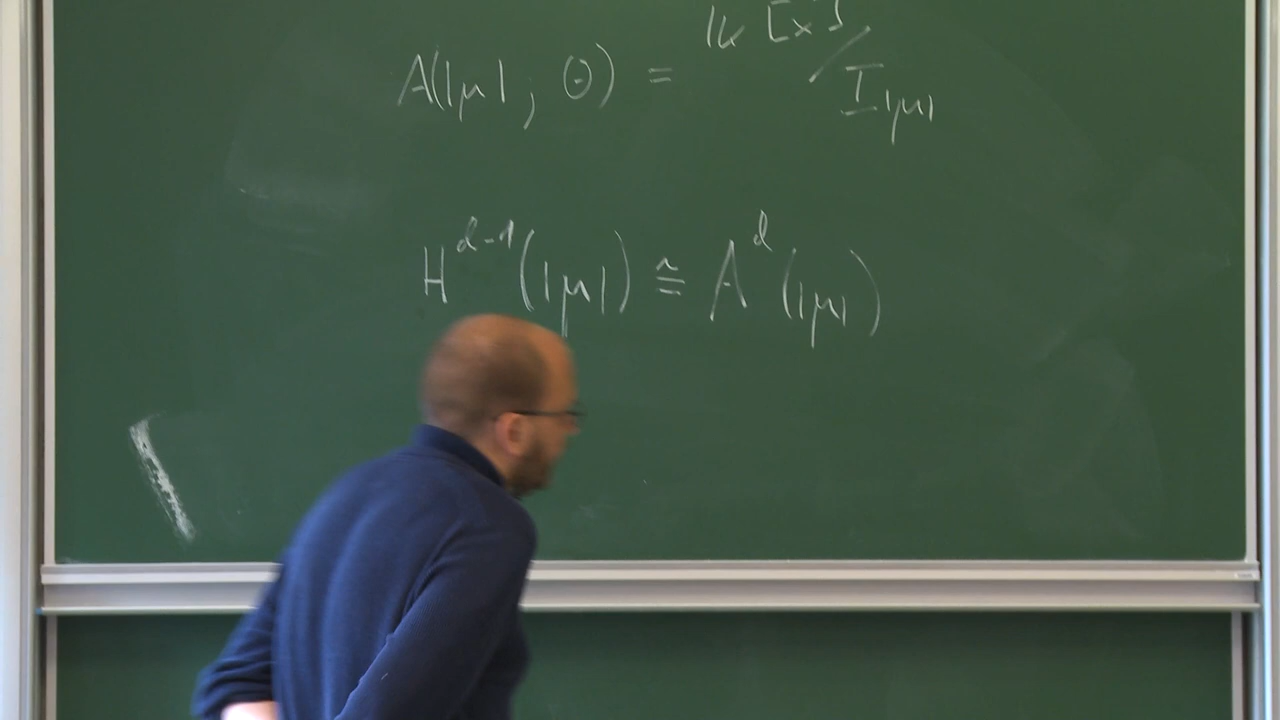 A(|μ|; Θ) = k[x] / I_{|μ|}
H^{d-1}(|μ|) ≅ A^d(|μ|)